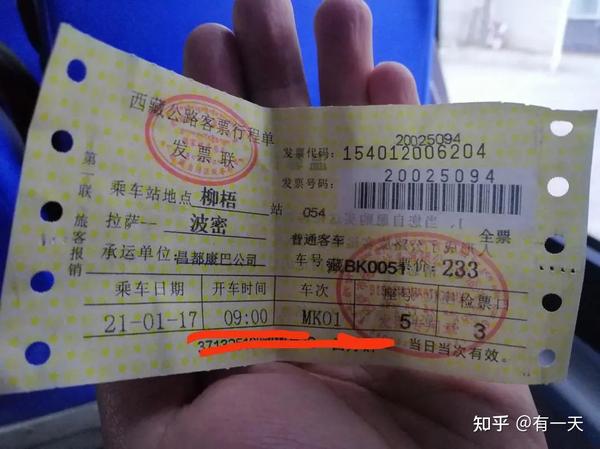 西藏公路客票行程单
发票联
20025094
发票代码: 154012006204
发票号码:
20025094
第一联 旅客报销
乘车站地点 柳梧 站 054
拉萨— 波密 普通客车 全票
承运单位: 昌都康巴公司 车号: 藏BK0051 票价: 233
乘车日期 开车时间 车次 座号 检票口
21-01-17 09:00 MK01 5 3
当日当次有效。
知乎 @有一天